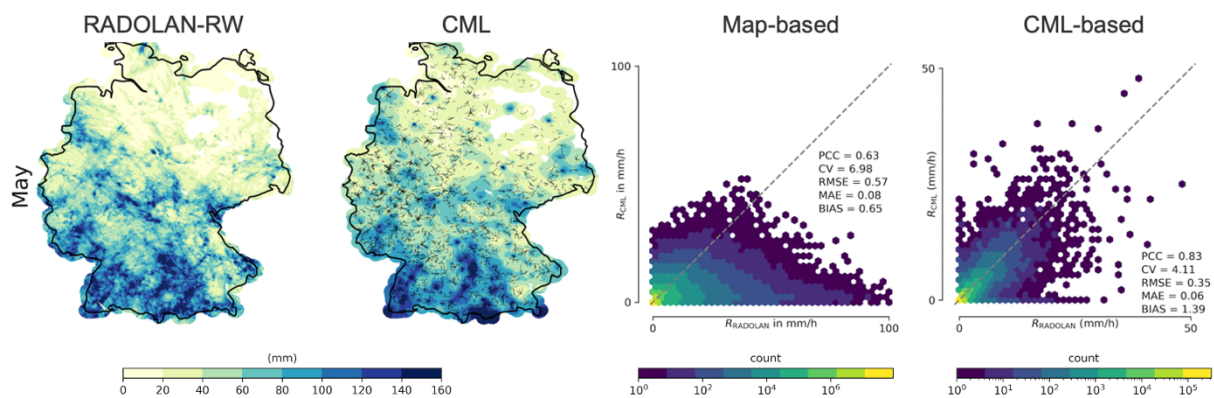 RADOLAN-RW
CML
Map-based
CML-based
May
(mm)
0 20 40 60 80 100 120 140 160
100
R_CML in mm/h
0
PCC = 0.63
CV = 6.98
RMSE = 0.57
MAE = 0.08
BIAS = 0.65
0 R_RADOLAN in mm/h 100
count
10^0 10^2 10^4 10^6
50
R_CML (mm/h)
0
PCC = 0.83
CV = 4.11
RMSE = 0.35
MAE = 0.06
BIAS = 1.39
0 R_RADOLAN (mm/h) 50
count
10^0 10^1 10^2 10^3 10^4 10^5